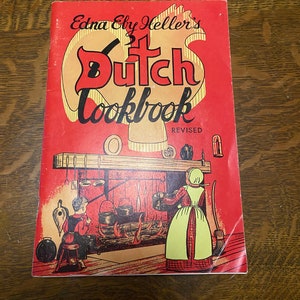 Edna Eby Heller's
Dutch
Cookbook
REVISED